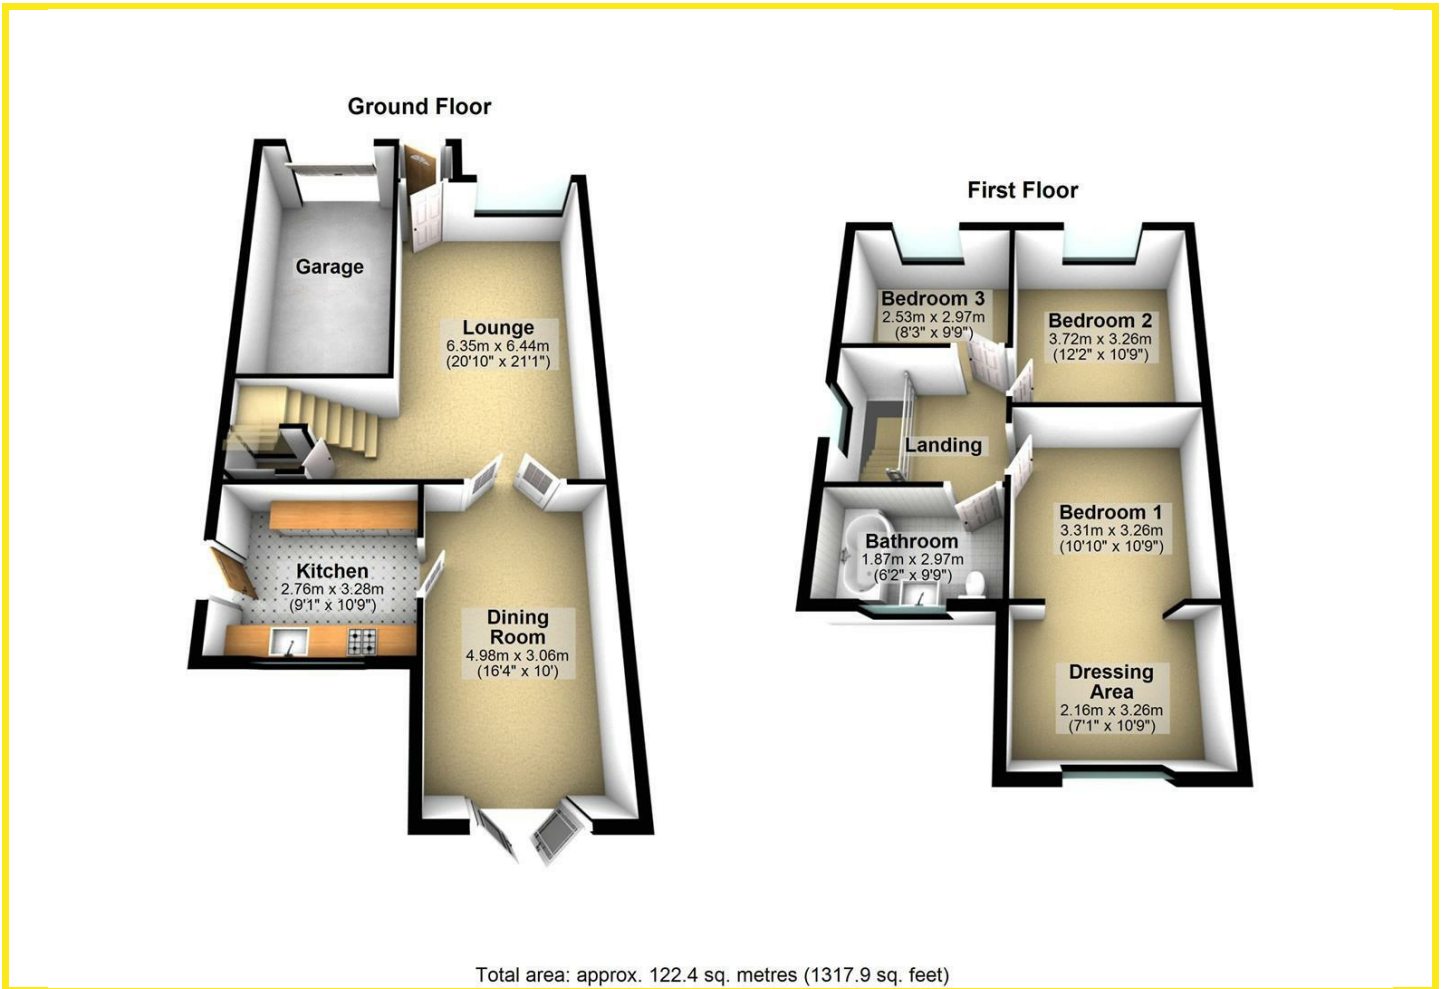 Ground Floor
Garage
Lounge
6.35m x 6.44m
(20'10" x 21'1")
Kitchen
2.76m x 3.28m
(9'1" x 10'9")
Dining
Room
4.98m x 3.06m
(16'4" x 10')
First Floor
Bedroom 3
2.53m x 2.97m
(8'3" x 9'9")
Bedroom 2
3.72m x 3.26m
(12'2" x 10'9")
Landing
Bathroom
1.87m x 2.97m
(6'2" x 9'9")
Bedroom 1
3.31m x 3.26m
(10'10" x 10'9")
Dressing
Area
2.16m x 3.26m
(7'1" x 10'9")
Total area: approx. 122.4 sq. metres (1317.9 sq. feet)